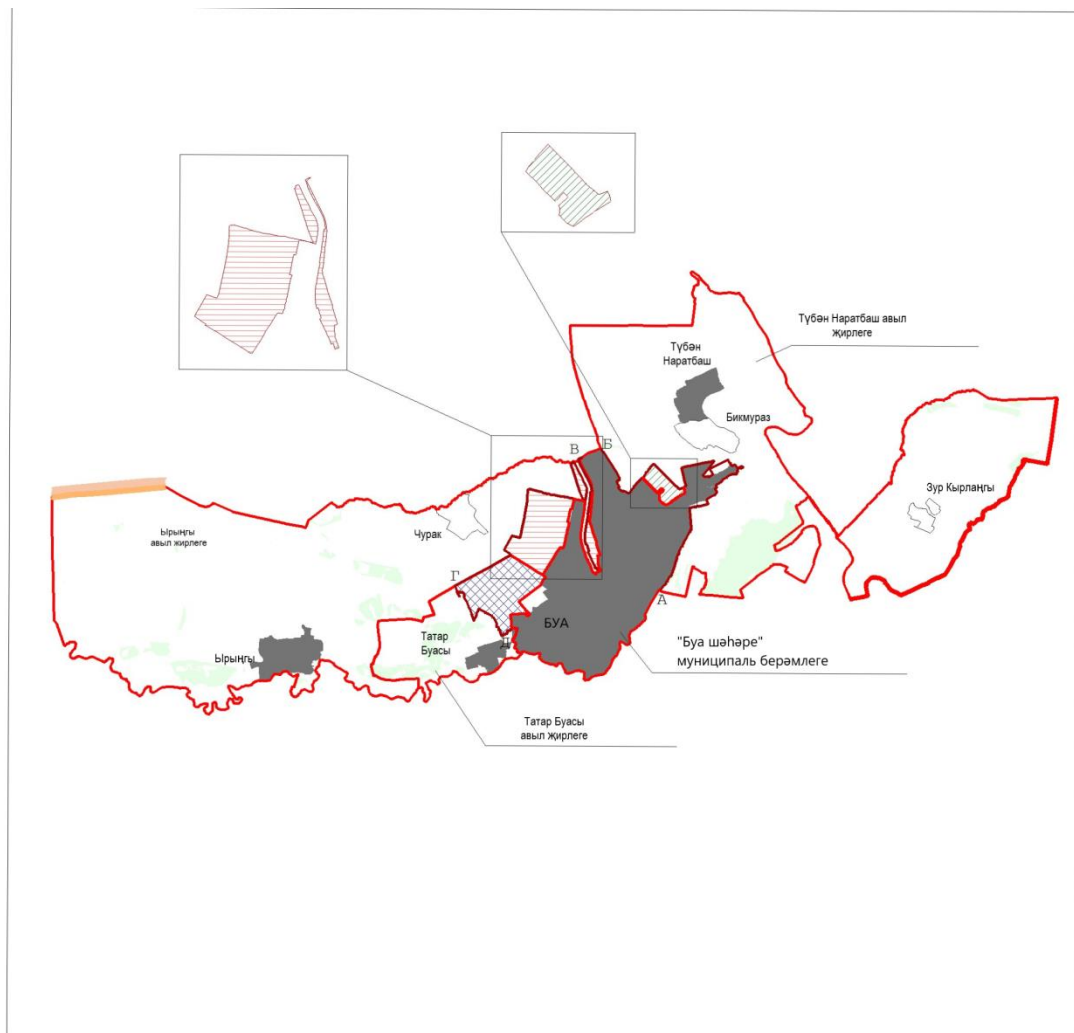 Түбән Наратбаш авыл
җирлеге
Түбән
Наратбаш
Бикмураз
В
Б
Зур Кырлаңгы
Чурак
Ырыңгы
авыл жирлеге
Г
А
БУА
Татар
Буасы
Д
Ырыңгы
"Буа шәһәре"
муниципаль берәмлеге
Татар Буасы
авыл җирлеге